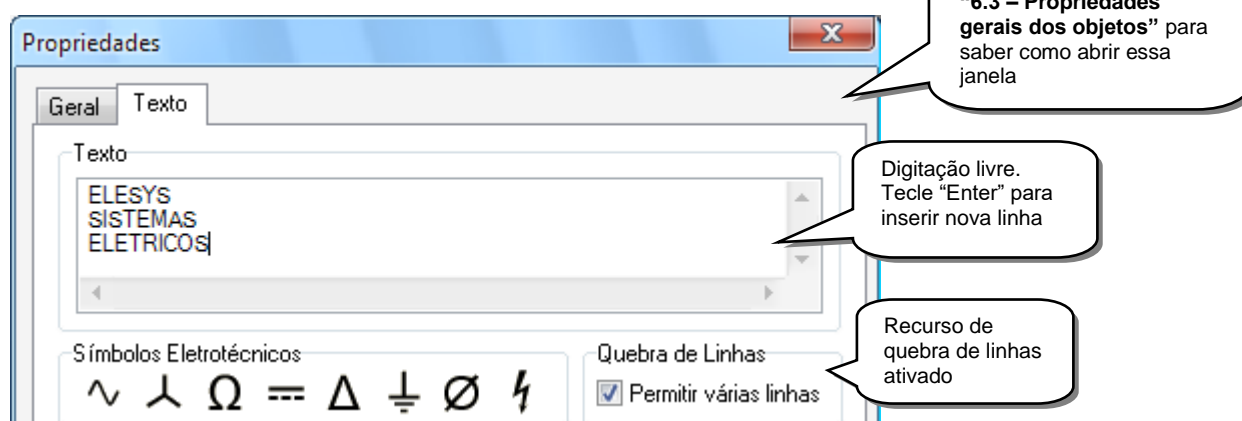 “6.3 – Propriedades
gerais dos objetos” para
saber como abrir essa
janela
Propriedades
Geral
Texto
Texto
ELESYS
SISTEMAS
ELETRICOS
Digitação livre.
Tecle “Enter” para
inserir nova linha
Símbolos Eletrotécnicos
Ω Δ Ø
Quebra de Linhas
Permitir várias linhas
Recurso de
quebra de linhas
ativado